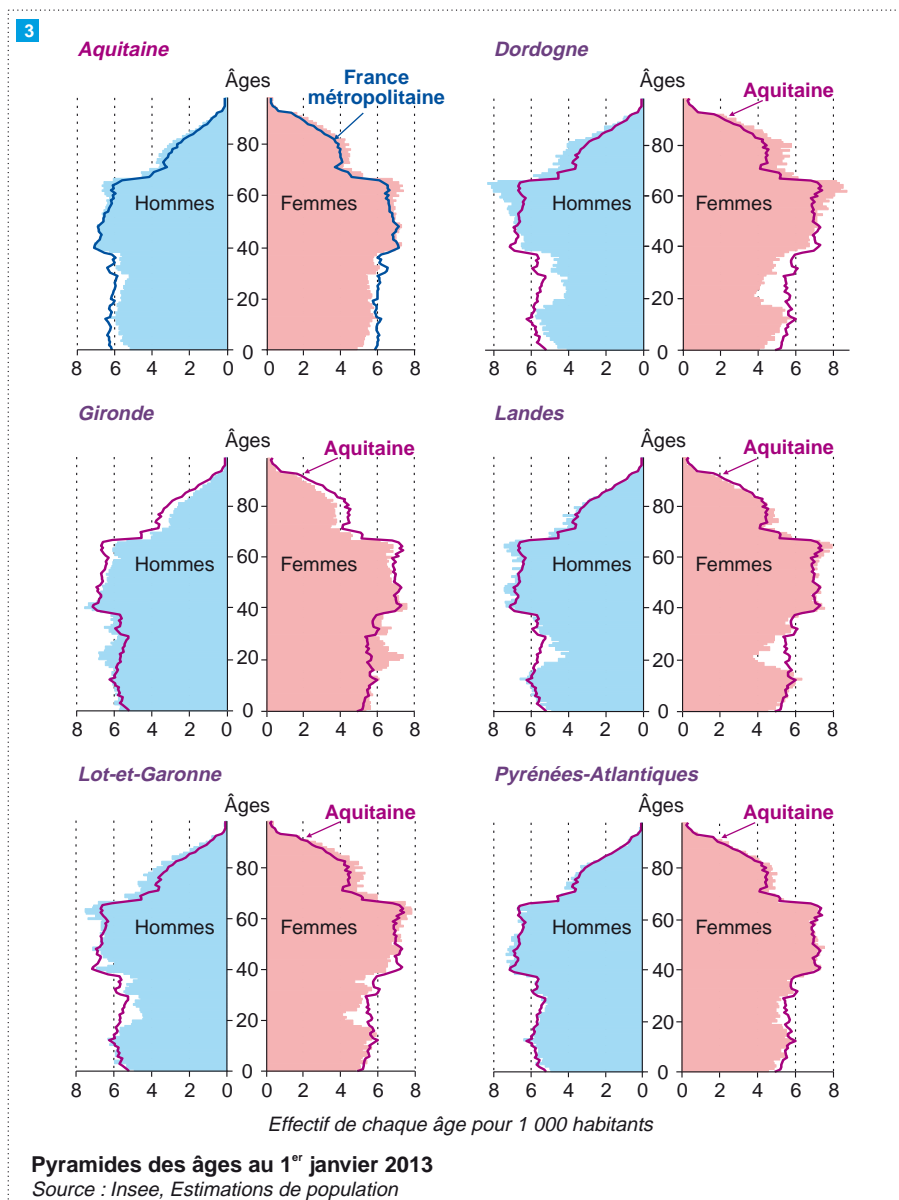 3
Aquitaine
Âges
France
métropolitaine
80
60
Hommes
Femmes
40
20
0
8 6 4 2 0
0 2 4 6 8
Dordogne
Âges
Aquitaine
80
60
Hommes
Femmes
40
20
0
8 6 4 2 0
0 2 4 6 8
Gironde
Âges
Aquitaine
80
60
Hommes
Femmes
40
20
0
8 6 4 2 0
0 2 4 6 8
Landes
Âges
Aquitaine
80
60
Hommes
Femmes
40
20
0
8 6 4 2 0
0 2 4 6 8
Lot-et-Garonne
Âges
Aquitaine
80
60
Hommes
Femmes
40
20
0
8 6 4 2 0
0 2 4 6 8
Pyrénées-Atlantiques
Âges
Aquitaine
80
60
Hommes
Femmes
40
20
0
8 6 4 2 0
0 2 4 6 8
Effectif de chaque âge pour 1 000 habitants
Pyramides des âges au 1er janvier 2013
Source : Insee, Estimations de population